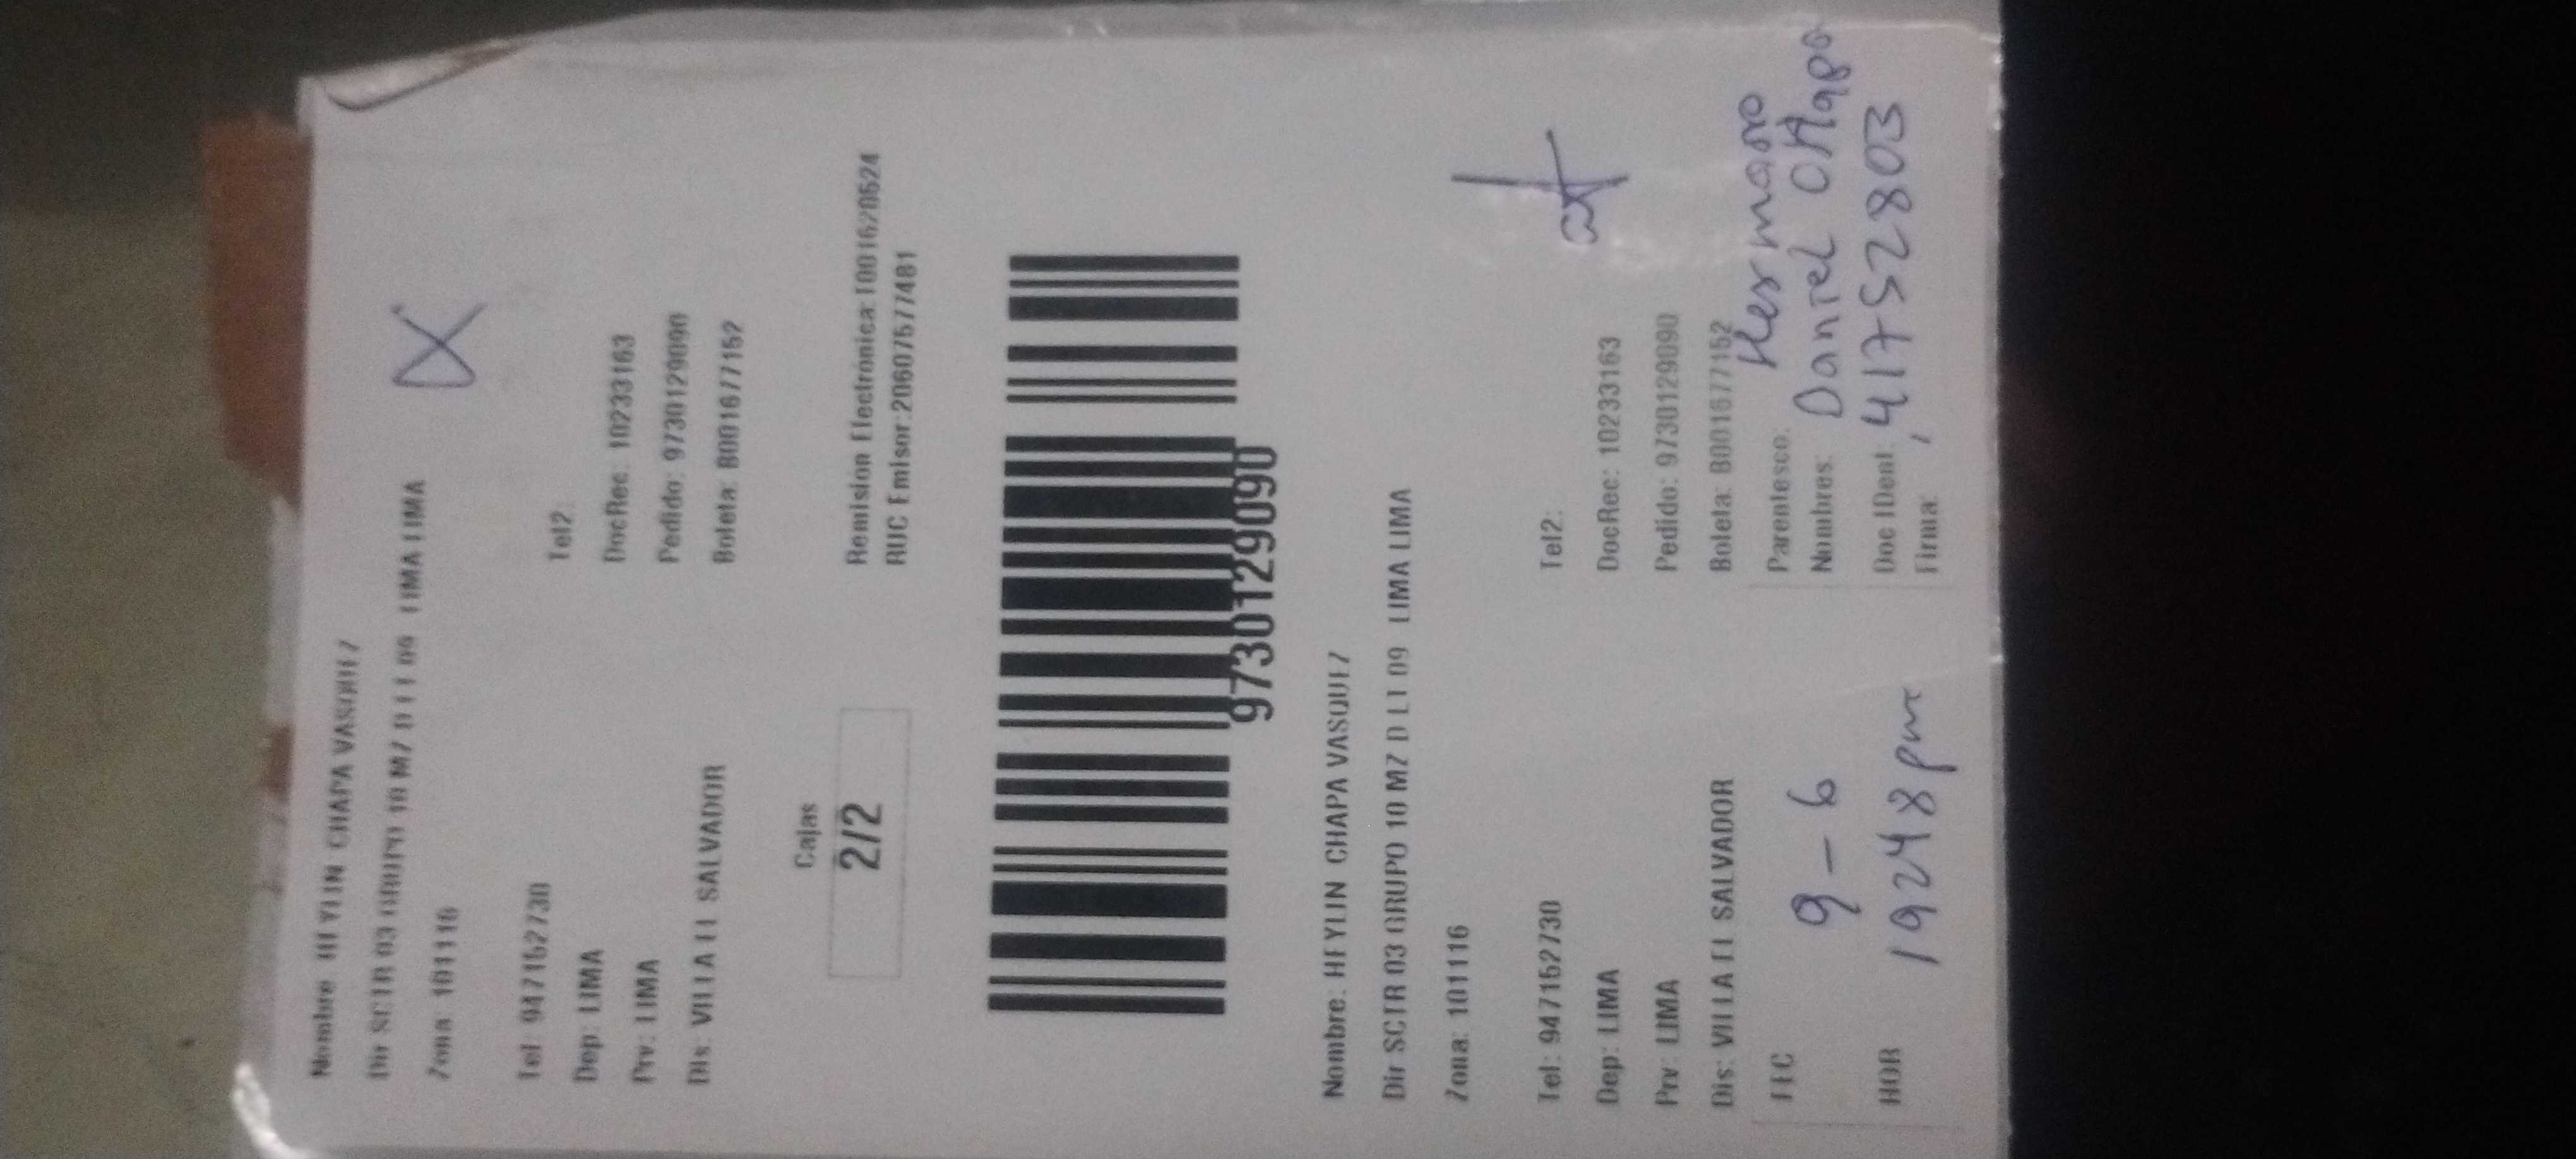 Nombre: HEYLIN CHAPA VASQUEZ
Dir SCTR 03 GRUPO 10 MZ D LT 09 LIMA LIMA
Zona 101116
Tel 947152730 Tel2
Dep: LIMA DocRec: 10233163
Prv: LIMA Pedido: 9730129090
Dis: VILLA EL SALVADOR Boleta: B001677152
Cajas
2/2
Remision Electronica: T001620524
RUC Emisor:20607577481
9730129090
Nombre: HEYLIN CHAPA VASQUEZ
Dir SCTR 03 GRUPO 10 MZ D LT 09 LIMA LIMA
Zona: 101116
Tel: 947152730 Tel2:
Dep: LIMA DocRec: 10233163
Prv: LIMA Pedido: 9730129090
Dis: VILLA EL SALVADOR Boleta: B001677152
FEC 9-6 Parentesco: Hermano
Nombres: Daniel
HOR Doc IDent: 41752803
Firma: